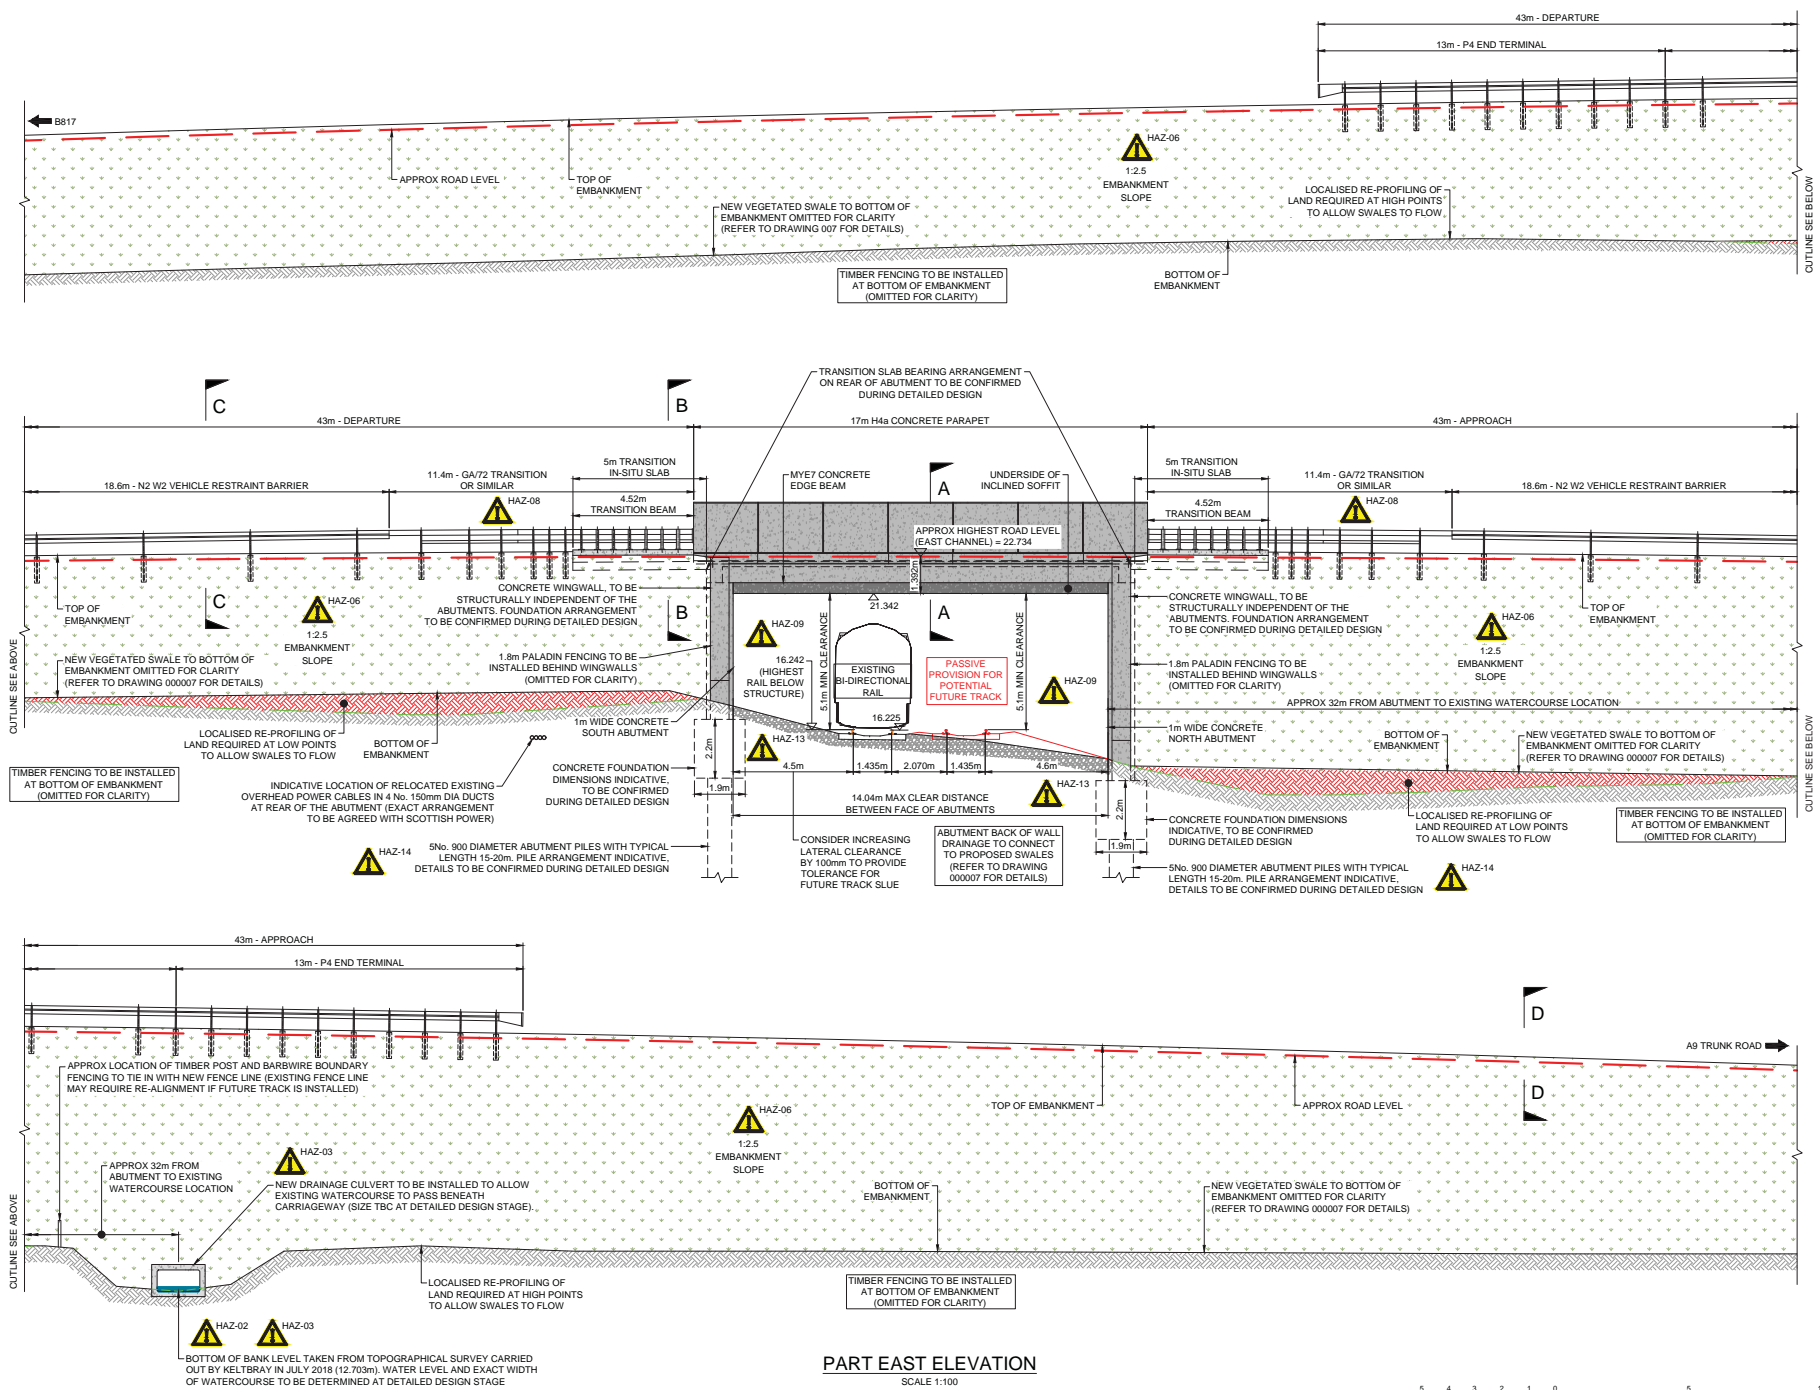 43m - DEPARTURE
13m - P4 END TERMINAL
B817
HAZ-06
1:2.5
EMBANKMENT
SLOPE
APPROX ROAD LEVEL
TOP OF
EMBANKMENT
LOCALISED RE-PROFILING OF
LAND REQUIRED AT HIGH POINTS
TO ALLOW SWALES TO FLOW
NEW VEGETATED SWALE TO BOTTOM OF
EMBANKMENT OMITTED FOR CLARITY
(REFER TO DRAWING 007 FOR DETAILS)
CUTLINE SEE BELOW
TIMBER FENCING TO BE INSTALLED
AT BOTTOM OF EMBANKMENT
(OMITTED FOR CLARITY)
BOTTOM OF
EMBANKMENT
TRANSITION SLAB BEARING ARRANGEMENT
ON REAR OF ABUTMENT TO BE CONFIRMED
DURING DETAILED DESIGN
C
B
43m - DEPARTURE
17m H4a CONCRETE PARAPET
43m - APPROACH
5m TRANSITION
IN-SITU SLAB
MYE7 CONCRETE
EDGE BEAM
A
UNDERSIDE OF
INCLINED SOFFIT
5m TRANSITION
IN-SITU SLAB
18.6m - N2 W2 VEHICLE RESTRAINT BARRIER
11.4m - GA/72 TRANSITION
OR SIMILAR
HAZ-08
4.52m
TRANSITION BEAM
4.52m
TRANSITION BEAM
11.4m - GA/72 TRANSITION
OR SIMILAR
HAZ-08
18.6m - N2 W2 VEHICLE RESTRAINT BARRIER
APPROX HIGHEST ROAD LEVEL
(EAST CHANNEL) = 22.734
1.392m
21.342
C
B
A
TOP OF
EMBANKMENT
HAZ-06
1:2.5
EMBANKMENT
SLOPE
CONCRETE WINGWALL, TO BE
STRUCTURALLY INDEPENDENT OF THE
ABUTMENTS. FOUNDATION ARRANGEMENT
TO BE CONFIRMED DURING DETAILED DESIGN
HAZ-09
5.1m MIN CLEARANCE
5.1m MIN CLEARANCE
CONCRETE WINGWALL, TO BE
STRUCTURALLY INDEPENDENT OF THE
ABUTMENTS. FOUNDATION ARRANGEMENT
TO BE CONFIRMED DURING DETAILED DESIGN
HAZ-06
1:2.5
EMBANKMENT
SLOPE
TOP OF
EMBANKMENT
CUTLINE SEE ABOVE
NEW VEGETATED SWALE TO BOTTOM OF
EMBANKMENT OMITTED FOR CLARITY
(REFER TO DRAWING 000007 FOR DETAILS)
1.8m PALADIN FENCING TO BE
INSTALLED BEHIND WINGWALLS
(OMITTED FOR CLARITY)
16.242
(HIGHEST
RAIL BELOW
STRUCTURE)
EXISTING
BI-DIRECTIONAL
RAIL
16.225
PASSIVE
PROVISION FOR
POTENTIAL
FUTURE TRACK
HAZ-09
1.8m PALADIN FENCING TO BE
INSTALLED BEHIND WINGWALLS
(OMITTED FOR CLARITY)
APPROX 32m FROM ABUTMENT TO EXISTING WATERCOURSE LOCATION
LOCALISED RE-PROFILING OF
LAND REQUIRED AT LOW POINTS
TO ALLOW SWALES TO FLOW
BOTTOM OF
EMBANKMENT
1m WIDE CONCRETE
SOUTH ABUTMENT
HAZ-13
1m WIDE CONCRETE
NORTH ABUTMENT
BOTTOM OF
EMBANKMENT
NEW VEGETATED SWALE TO BOTTOM OF
EMBANKMENT OMITTED FOR CLARITY
(REFER TO DRAWING 000007 FOR DETAILS)
CUTLINE SEE BELOW
TIMBER FENCING TO BE INSTALLED
AT BOTTOM OF EMBANKMENT
(OMITTED FOR CLARITY)
INDICATIVE LOCATION OF RELOCATED EXISTING
OVERHEAD POWER CABLES IN 4 No. 150mm DIA DUCTS
AT REAR OF THE ABUTMENT (EXACT ARRANGEMENT
TO BE AGREED WITH SCOTTISH POWER)
CONCRETE FOUNDATION
DIMENSIONS INDICATIVE,
TO BE CONFIRMED
DURING DETAILED DESIGN
2.2m
1.9m
4.5m
1.435m
2.070m
1.435m
4.6m
14.04m MAX CLEAR DISTANCE
BETWEEN FACE OF ABUTMENTS
HAZ-13
2.2m
1.9m
CONCRETE FOUNDATION DIMENSIONS
INDICATIVE, TO BE CONFIRMED
DURING DETAILED DESIGN
LOCALISED RE-PROFILING OF
LAND REQUIRED AT LOW POINTS
TO ALLOW SWALES TO FLOW
TIMBER FENCING TO BE INSTALLED
AT BOTTOM OF EMBANKMENT
(OMITTED FOR CLARITY)
HAZ-14
5No. 900 DIAMETER ABUTMENT PILES WITH TYPICAL
LENGTH 15-20m. PILE ARRANGEMENT INDICATIVE,
DETAILS TO BE CONFIRMED DURING DETAILED DESIGN
CONSIDER INCREASING
LATERAL CLEARANCE
BY 100mm TO PROVIDE
TOLERANCE FOR
FUTURE TRACK SLUE
ABUTMENT BACK OF WALL
DRAINAGE TO CONNECT
TO PROPOSED SWALES
(REFER TO DRAWING
000007 FOR DETAILS)
5No. 900 DIAMETER ABUTMENT PILES WITH TYPICAL
LENGTH 15-20m. PILE ARRANGEMENT INDICATIVE,
DETAILS TO BE CONFIRMED DURING DETAILED DESIGN
HAZ-14
43m - APPROACH
13m - P4 END TERMINAL
D
A9 TRUNK ROAD
APPROX LOCATION OF TIMBER POST AND BARBWIRE BOUNDARY
FENCING TO TIE IN WITH NEW FENCE LINE (EXISTING FENCE LINE
MAY REQUIRE RE-ALIGNMENT IF FUTURE TRACK IS INSTALLED)
HAZ-06
1:2.5
EMBANKMENT
SLOPE
TOP OF EMBANKMENT
APPROX ROAD LEVEL
D
HAZ-03
APPROX 32m FROM
ABUTMENT TO EXISTING
WATERCOURSE LOCATION
NEW DRAINAGE CULVERT TO BE INSTALLED TO ALLOW
EXISTING WATERCOURSE TO PASS BENEATH
CARRIAGEWAY (SIZE TBC AT DETAILED DESIGN STAGE).
BOTTOM OF
EMBANKMENT
NEW VEGETATED SWALE TO BOTTOM OF
EMBANKMENT OMITTED FOR CLARITY
(REFER TO DRAWING 000007 FOR DETAILS)
CUTLINE SEE ABOVE
LOCALISED RE-PROFILING OF
LAND REQUIRED AT HIGH POINTS
TO ALLOW SWALES TO FLOW
TIMBER FENCING TO BE INSTALLED
AT BOTTOM OF EMBANKMENT
(OMITTED FOR CLARITY)
HAZ-02
HAZ-03
BOTTOM OF BANK LEVEL TAKEN FROM TOPOGRAPHICAL SURVEY CARRIED
OUT BY KELTBRAY IN JULY 2018 (12.703m). WATER LEVEL AND EXACT WIDTH
OF WATERCOURSE TO BE DETERMINED AT DETAILED DESIGN STAGE
PART EAST ELEVATION
SCALE 1:100
5 4 3 2 1 0 5